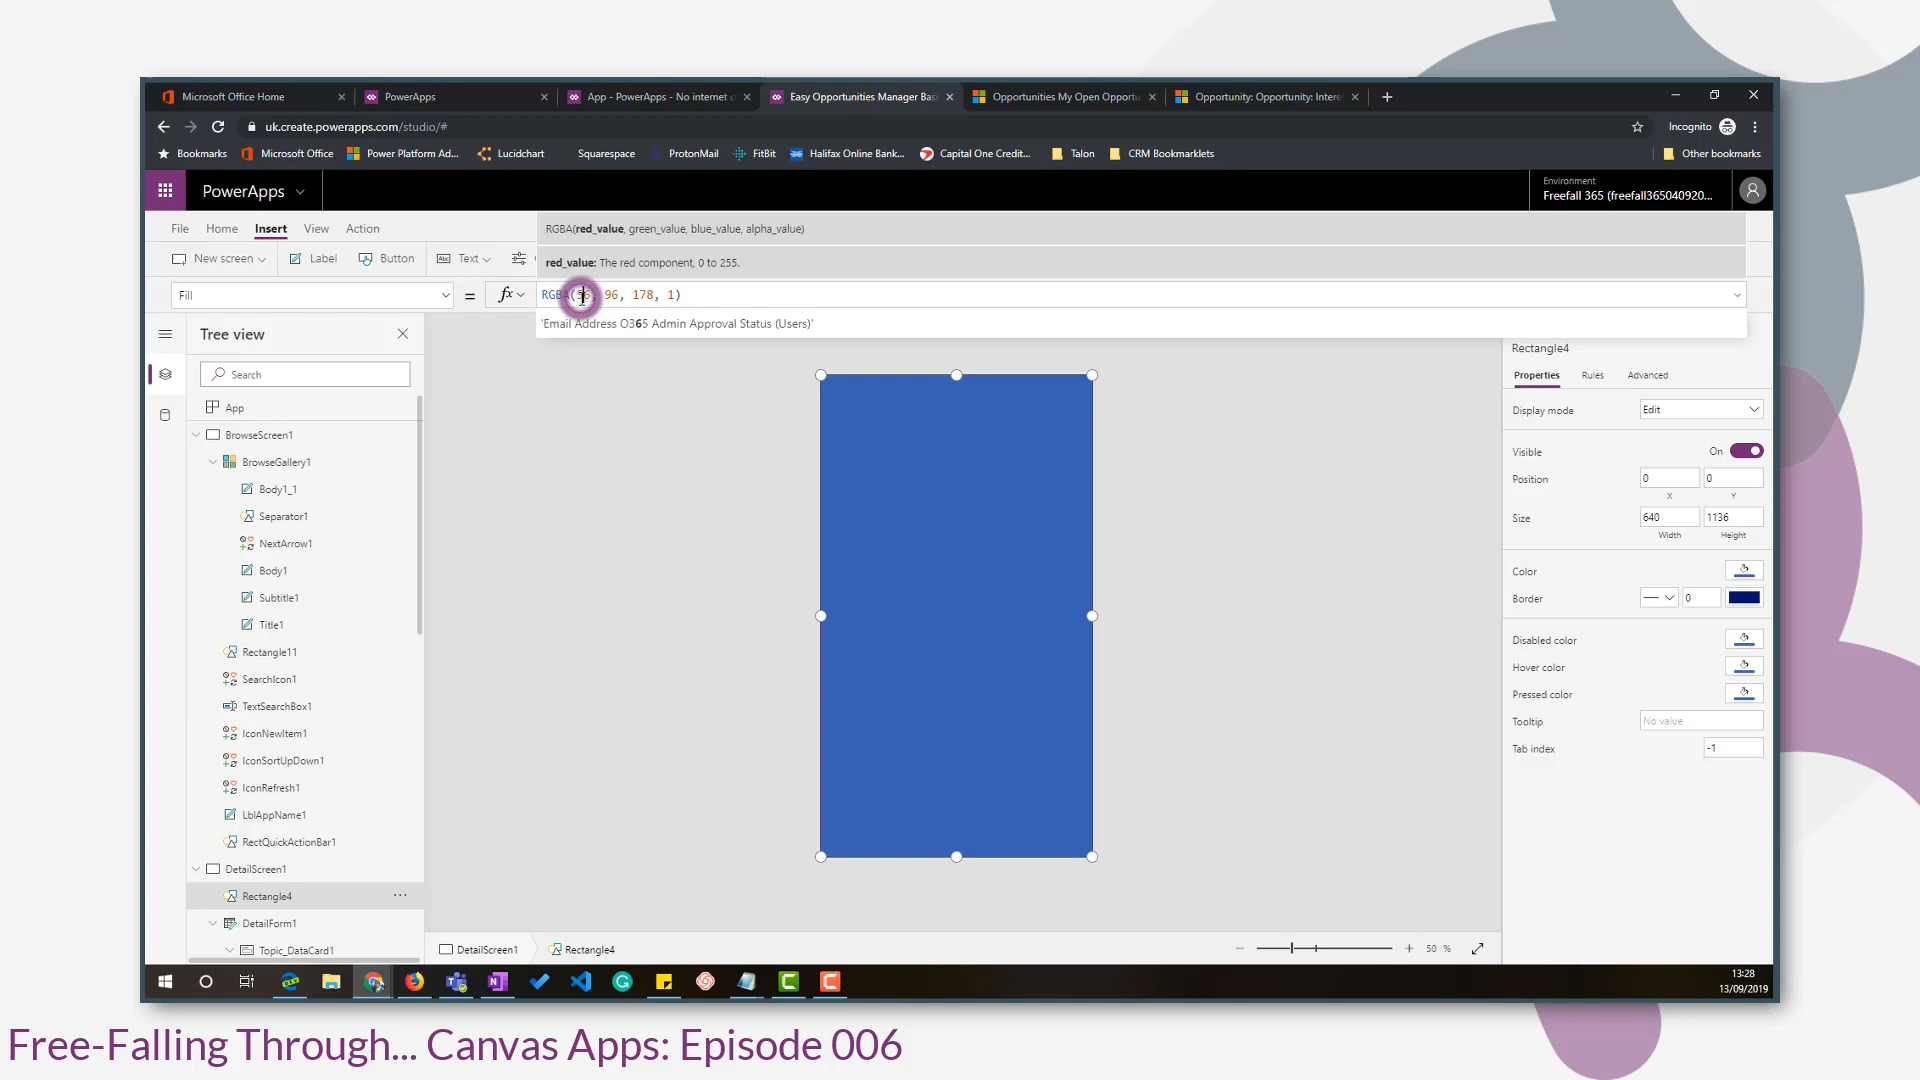 Microsoft Office Home
PowerApps
App - PowerApps - No internet c
Easy Opportunities Manager Bas
Opportunities My Open Opportu
Opportunity: Opportunity: Intere
uk.create.powerapps.com/studio/#
Incognito
Bookmarks
Microsoft Office
Power Platform Ad...
Lucidchart
Squarespace
ProtonMail
FitBit
Halifax Online Bank...
Capital One Credit...
Talon
CRM Bookmarklets
Other bookmarks
PowerApps
Environment
Freefall 365 (freefall365040920...
File
Home
Insert
View
Action
RGBA(red_value, green_value, blue_value, alpha_value)
New screen
Label
Button
Text
red_value: The red component, 0 to 255.
Fill
=
fx
RGBA(56, 96, 178, 1)
'Email Address O365 Admin Approval Status (Users)'
Tree view
Search
App
BrowseScreen1
BrowseGallery1
Body1_1
Separator1
NextArrow1
Body1
Subtitle1
Title1
Rectangle11
SearchIcon1
TextSearchBox1
IconNewItem1
IconSortUpDown1
IconRefresh1
LblAppName1
RectQuickActionBar1
DetailScreen1
Rectangle4
DetailForm1
Topic_DataCard1
Rectangle4
Properties
Rules
Advanced
Display mode
Edit
Visible
On
Position
0
0
X
Y
Size
640
1136
Width
Height
Color
Border
0
Disabled color
Hover color
Pressed color
Tooltip
No value
Tab index
-1
DetailScreen1
Rectangle4
50 %
13:28
13/09/2019
Free-Falling Through... Canvas Apps: Episode 006